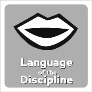 Language
of the
Discipline